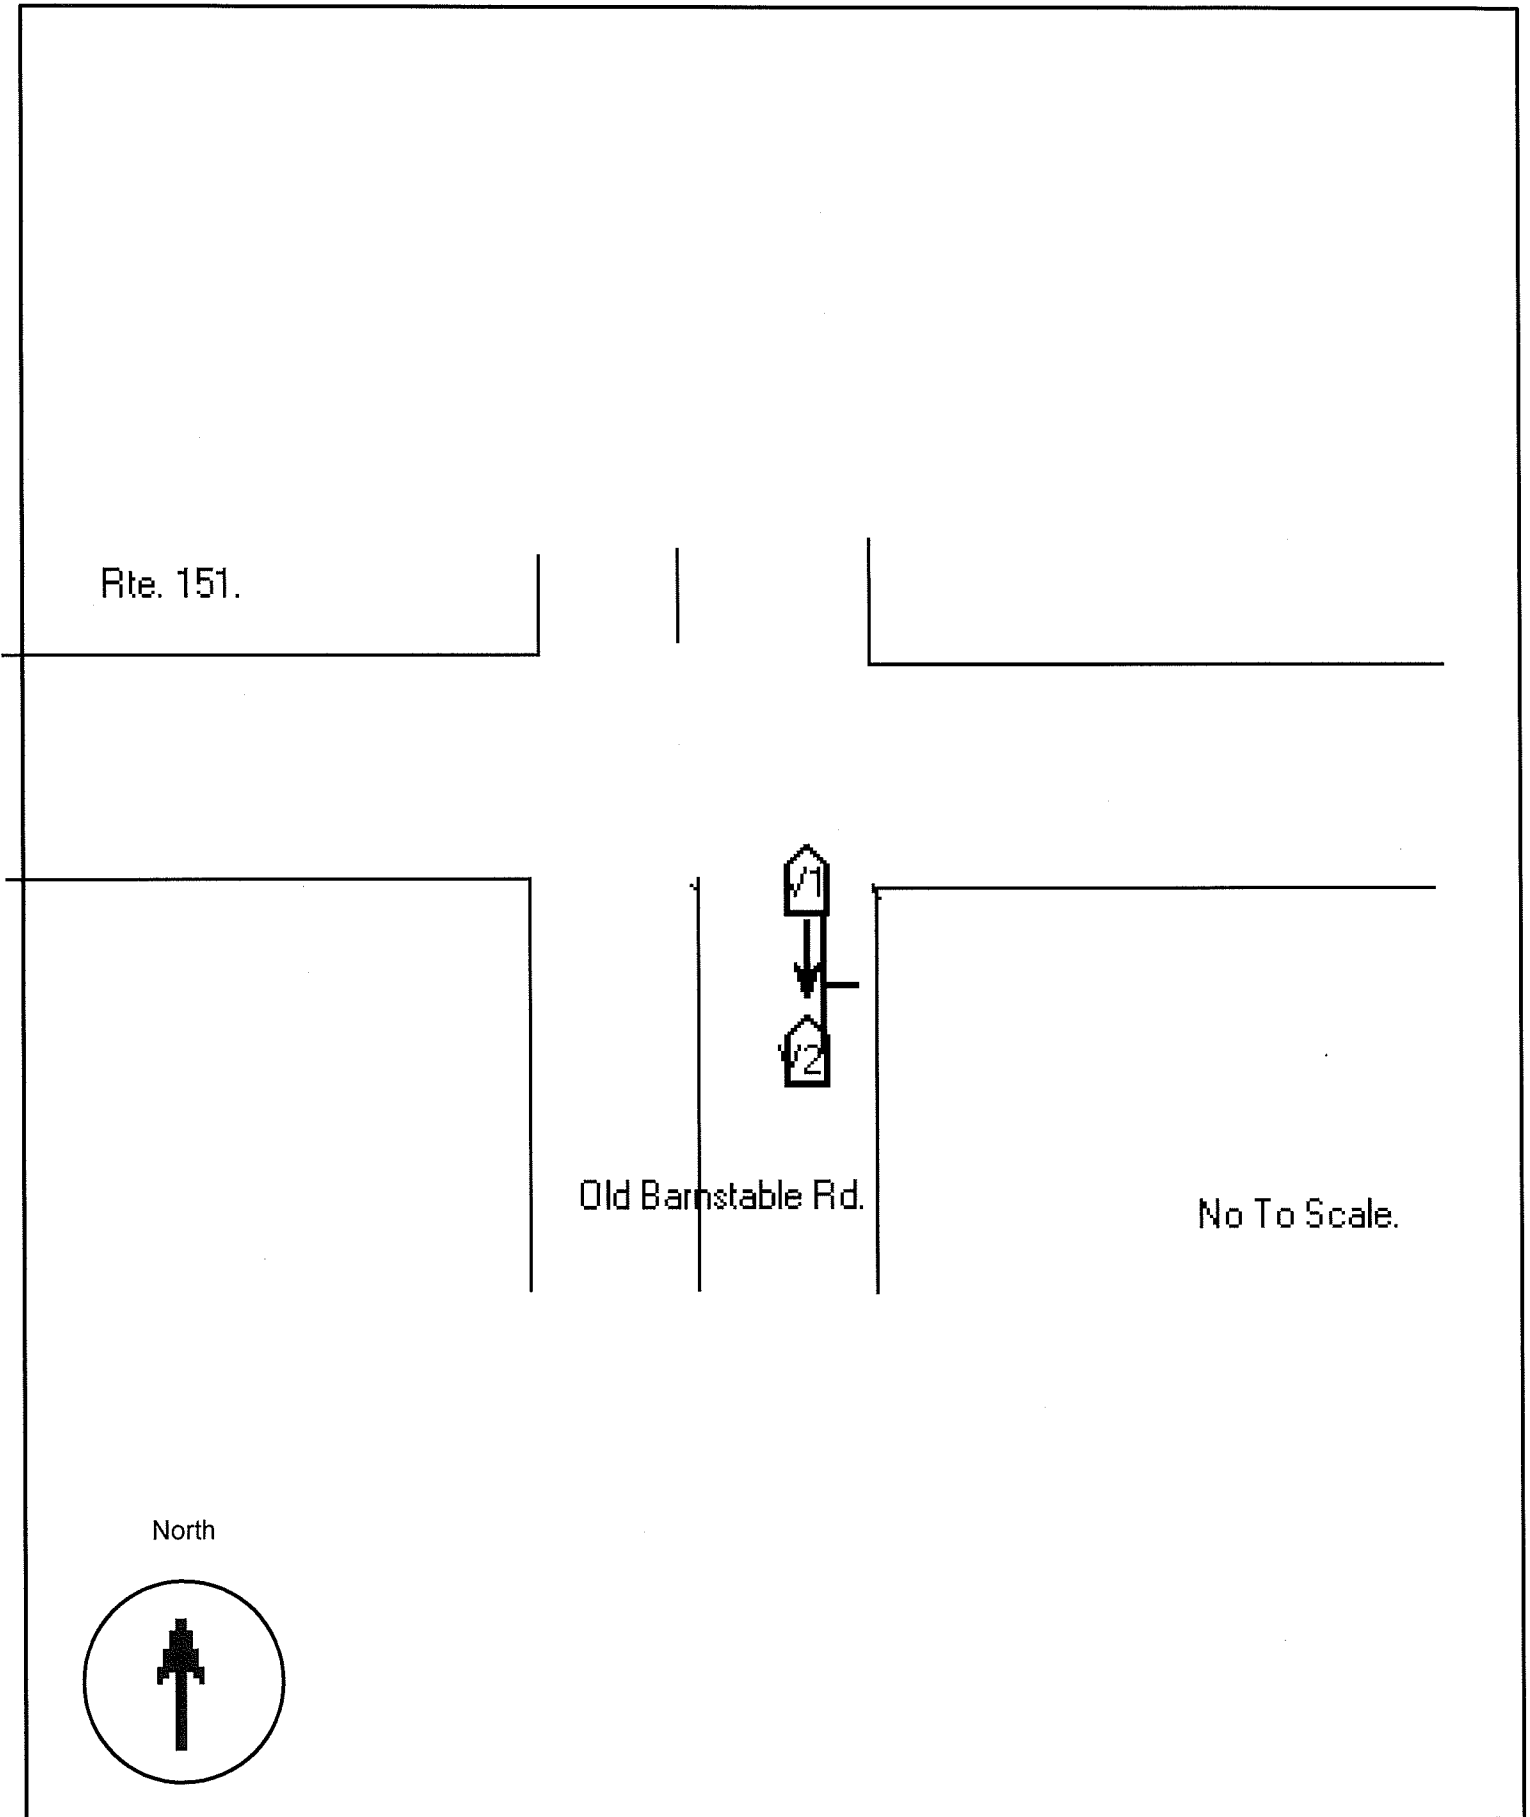 Rte. 151.
V1
V2
Old Barnstable Rd.
No To Scale.
North